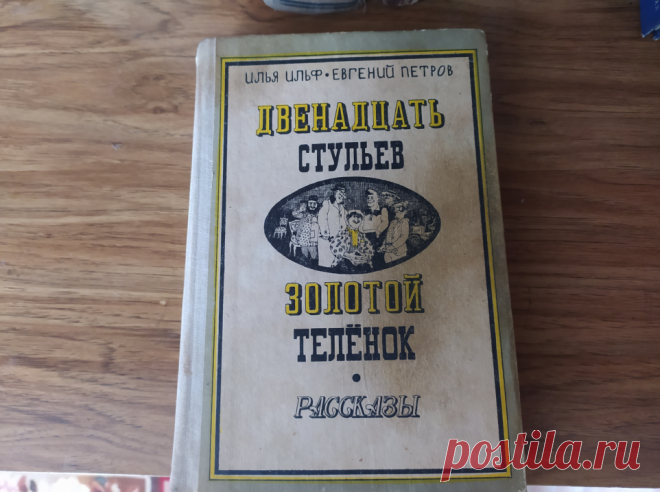 ИЛЬЯ ИЛЬФ • ЕВГЕНИЙ ПЕТРОВ
ДВЕНАДЦАТЬ
СТУЛЬЕВ
ЗОЛОТОЙ
ТЕЛЁНОК
•
РАССКАЗЫ
postila.ru